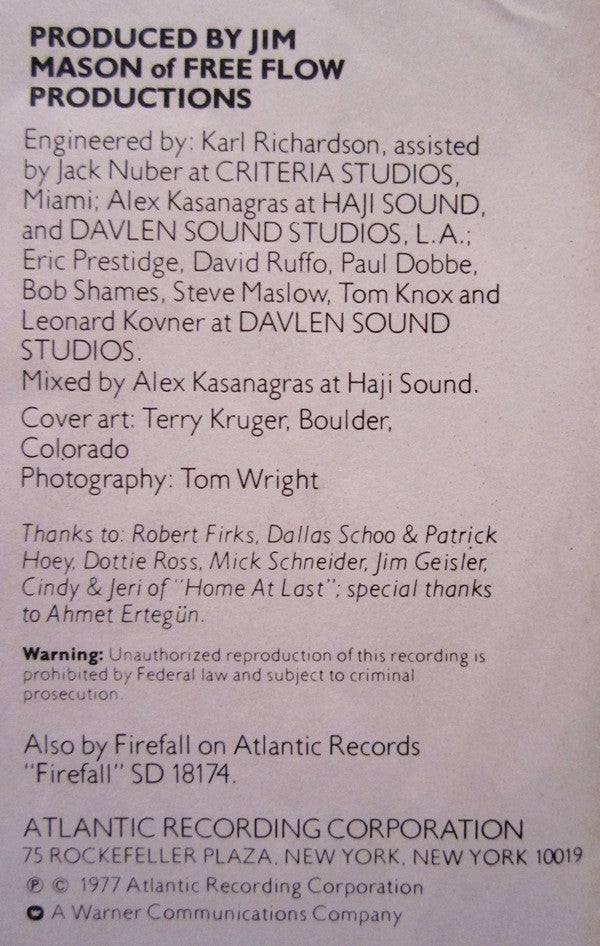 PRODUCED BY JIM
MASON of FREE FLOW
PRODUCTIONS
Engineered by: Karl Richardson, assisted
by Jack Nuber at CRITERIA STUDIOS,
Miami; Alex Kasanagras at HAJI SOUND,
and DAVLEN SOUND STUDIOS, L.A.;
Eric Prestidge, David Ruffo, Paul Dobbe,
Bob Shames, Steve Maslow, Tom Knox and
Leonard Kovner at DAVLEN SOUND
STUDIOS.
Mixed by Alex Kasanagras at Haji Sound.
Cover art: Terry Kruger, Boulder,
Colorado
Photography: Tom Wright
Thanks to: Robert Firks, Dallas Schoo & Patrick
Hoey, Dottie Ross, Mick Schneider, Jim Geisler,
Cindy & Jeri of "Home At Last"; special thanks
to Ahmet Ertegün.
Warning: Unauthorized reproduction of this recording is
prohibited by Federal law and subject to criminal
prosecution.
Also by Firefall on Atlantic Records
"Firefall" SD 18174.
ATLANTIC RECORDING CORPORATION
75 ROCKEFELLER PLAZA, NEW YORK, NEW YORK 10019
℗ © 1977 Atlantic Recording Corporation
A Warner Communications Company